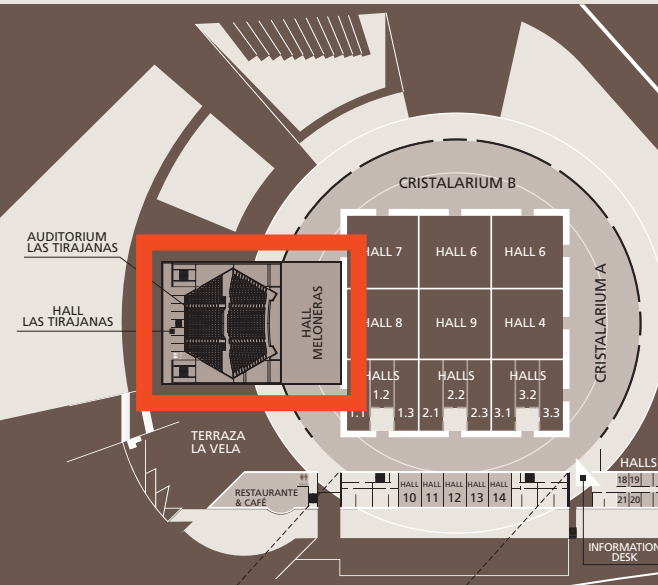 CRISTALARIUM B
AUDITORIUM
LAS TIRAJANAS
HALL 7
HALL 6
HALL 6
HALL
LAS TIRAJANAS
HALL
MELONERAS
HALL 8
HALL 9
HALL 4
CRISTALARIUM A
HALLS
1.2
HALLS
2.2
HALLS
3.2
1.1
1.3
2.1
2.3
3.1
3.3
TERRAZA
LA VELA
HALLS
18
19
21
20
RESTAURANTE
& CAFÉ
HALL
10
HALL
11
HALL
12
HALL
13
HALL
14
INFORMATION
DESK